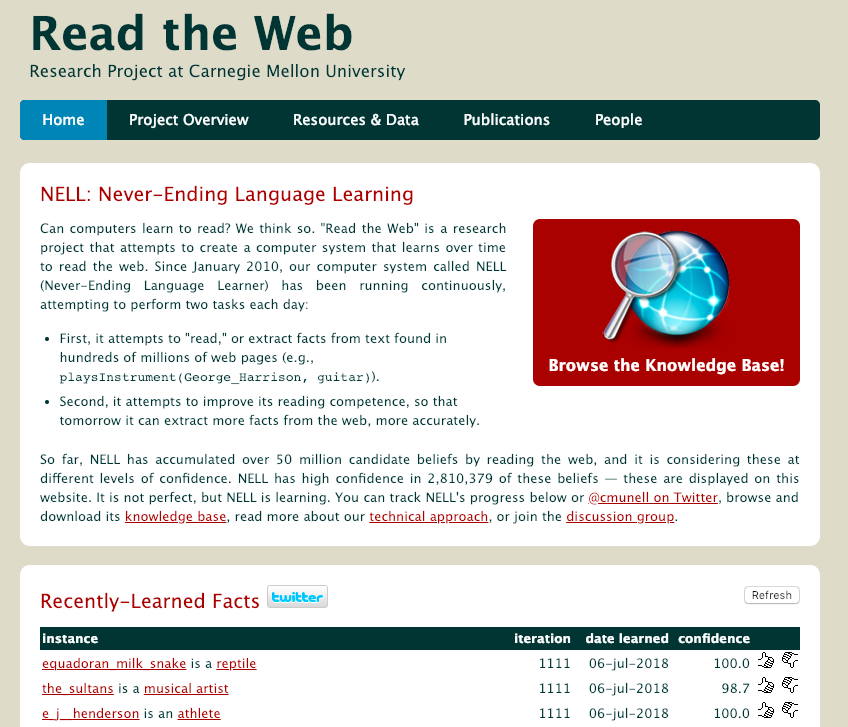 Read the Web
Research Project at Carnegie Mellon University
Home Project Overview Resources & Data Publications People
NELL: Never-Ending Language Learning
Can computers learn to read? We think so. "Read the Web" is a research
project that attempts to create a computer system that learns over time
to read the web. Since January 2010, our computer system called NELL
(Never-Ending Language Learner) has been running continuously,
attempting to perform two tasks each day:
• First, it attempts to "read," or extract facts from text found in
hundreds of millions of web pages (e.g.,
playsInstrument(George_Harrison, guitar)).
• Second, it attempts to improve its reading competence, so that
tomorrow it can extract more facts from the web, more accurately.
Browse the Knowledge Base!
So far, NELL has accumulated over 50 million candidate beliefs by reading the web, and it is considering these at
different levels of confidence. NELL has high confidence in 2,810,379 of these beliefs — these are displayed on this
website. It is not perfect, but NELL is learning. You can track NELL's progress below or @cmunell on Twitter, browse and
download its knowledge base, read more about our technical approach, or join the discussion group.
Recently-Learned Facts twitter Refresh
instance iteration date learned confidence
equadoran_milk_snake is a reptile 1111 06-jul-2018 100.0
the_sultans is a musical artist 1111 06-jul-2018 98.7
e_j__henderson is an athlete 1111 06-jul-2018 100.0